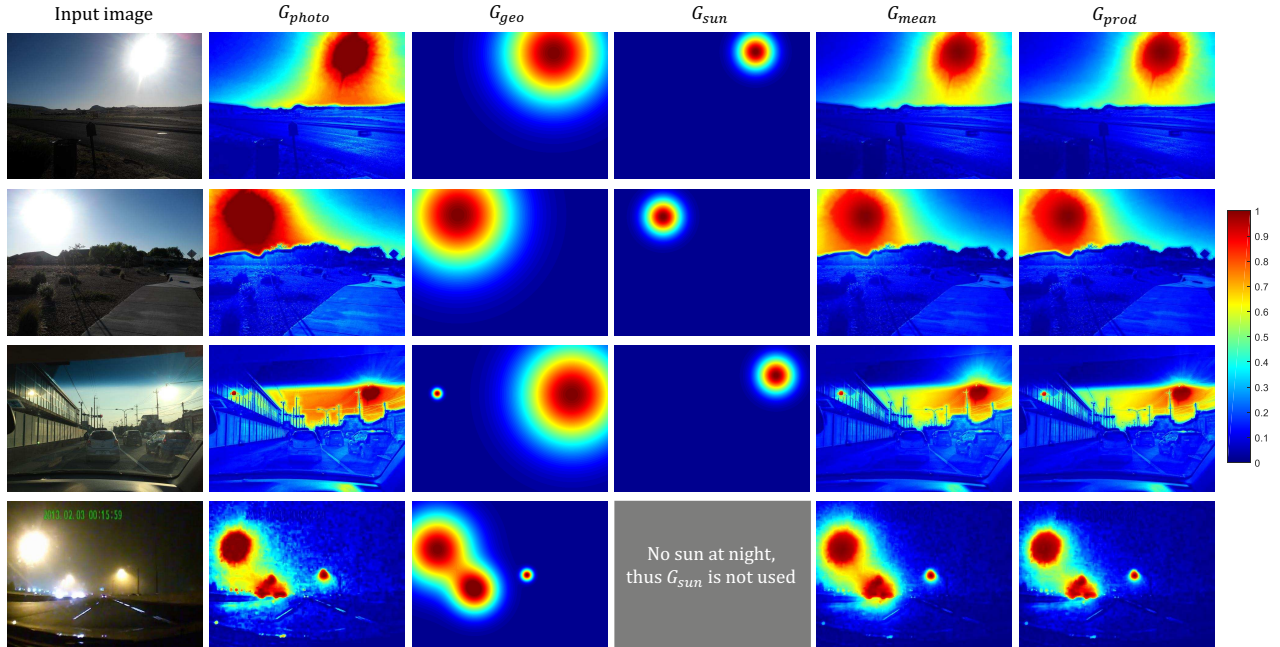 Input image
G_photo
G_geo
G_sun
G_mean
G_prod
1
0.9
0.8
0.7
0.6
0.5
0.4
0.3
0.2
0.1
0
2013.02.03 00:15:59
No sun at night,
thus G_sun is not used